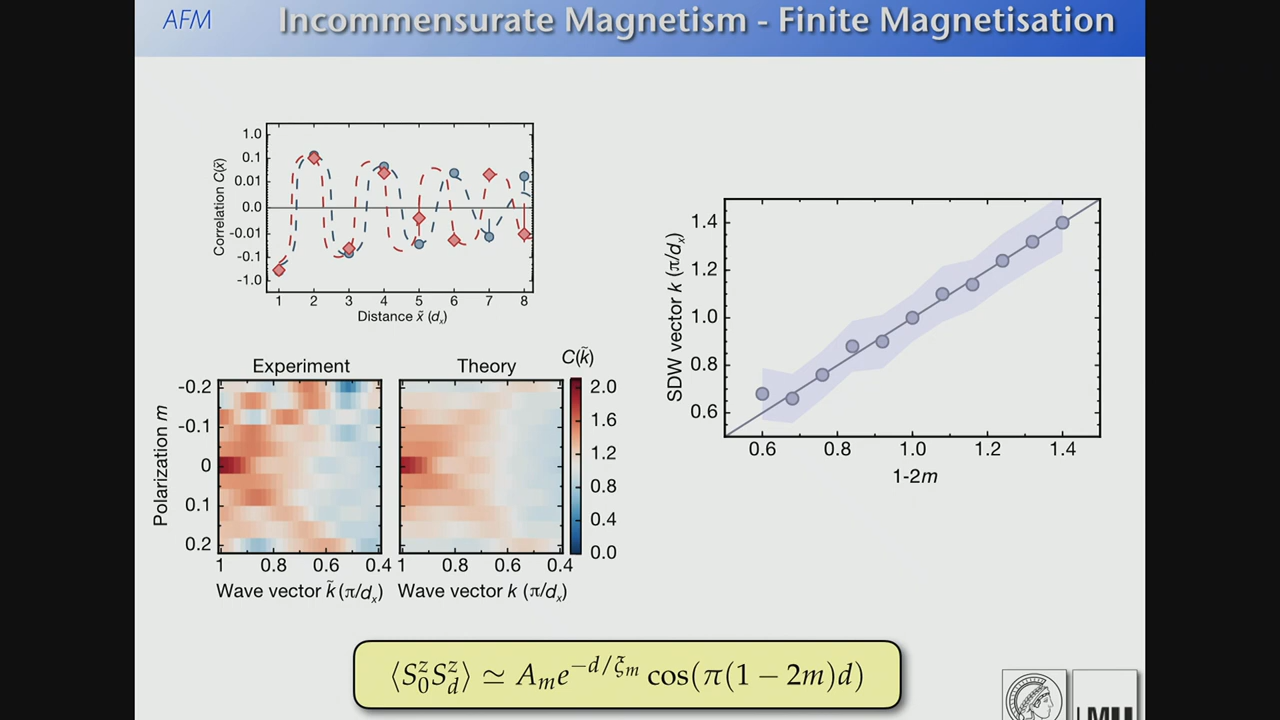 AFM
Incommensurate Magnetism - Finite Magnetisation
Correlation C(x̃)
1.0
0.1
0.01
0.0
-0.01
-0.1
-1.0
1 2 3 4 5 6 7 8
Distance x̃ (dₓ)
SDW vector k (π/dₓ)
1.4
1.2
1.0
0.8
0.6
0.6 0.8 1.0 1.2 1.4
1-2m
Experiment
Theory
C(k̃)
Polarization m
-0.2
-0.1
0
0.1
0.2
1 0.8 0.6 0.4
1 0.8 0.6 0.4
2.0
1.6
1.2
0.8
0.4
0.0
Wave vector k̃ (π/dₓ)
Wave vector k (π/dₓ)
⟨S₀ᶻS_dᶻ⟩ ≃ Aₘe^{−d/ξₘ} cos(π(1 − 2m)d)
LMU